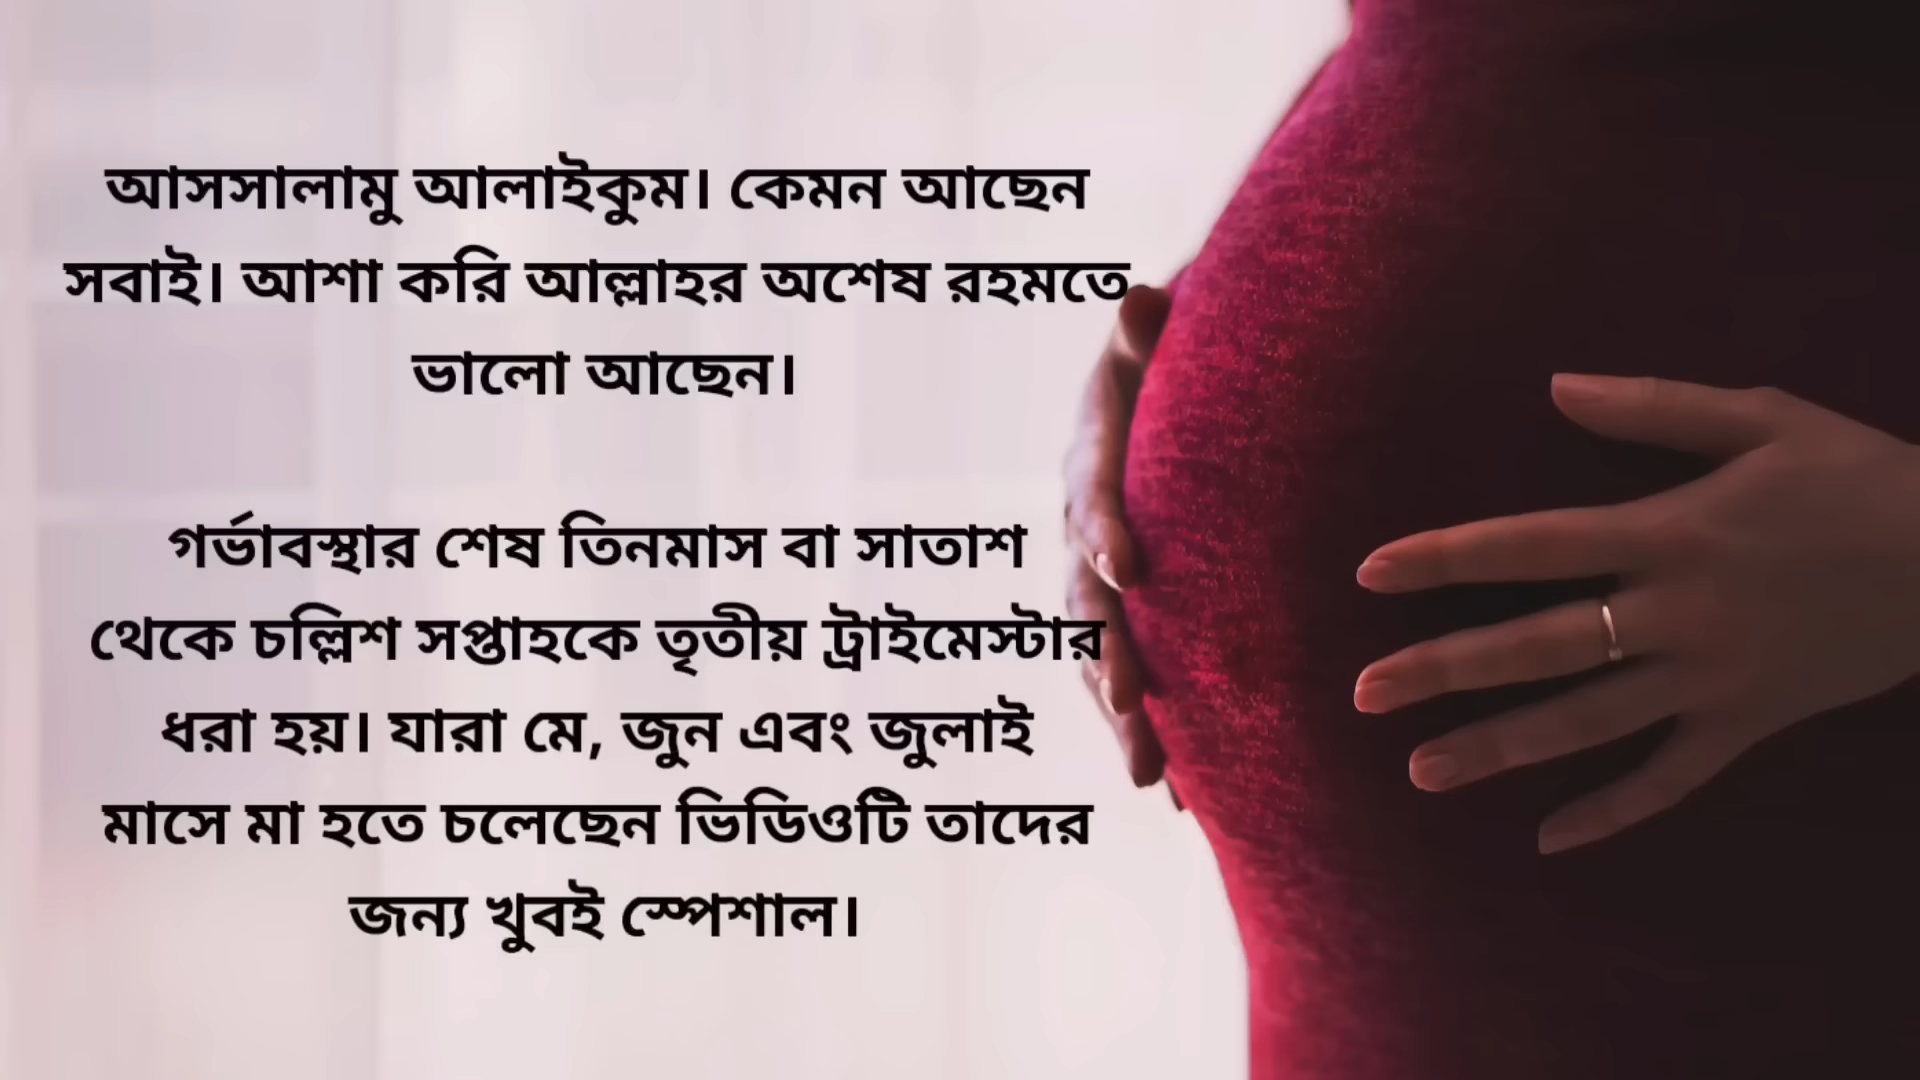 আসসালামু আলাইকুম। কেমন আছেন
সবাই। আশা করি আল্লাহর অশেষ রহমতে
ভালো আছেন।
গর্ভাবস্থার শেষ তিনমাস বা সাতাশ
থেকে চল্লিশ সপ্তাহকে তৃতীয় ট্রাইমেস্টার
ধরা হয়। যারা মে, জুন এবং জুলাই
মাসে মা হতে চলেছেন ভিডিওটি তাদের
জন্য খুবই স্পেশাল।